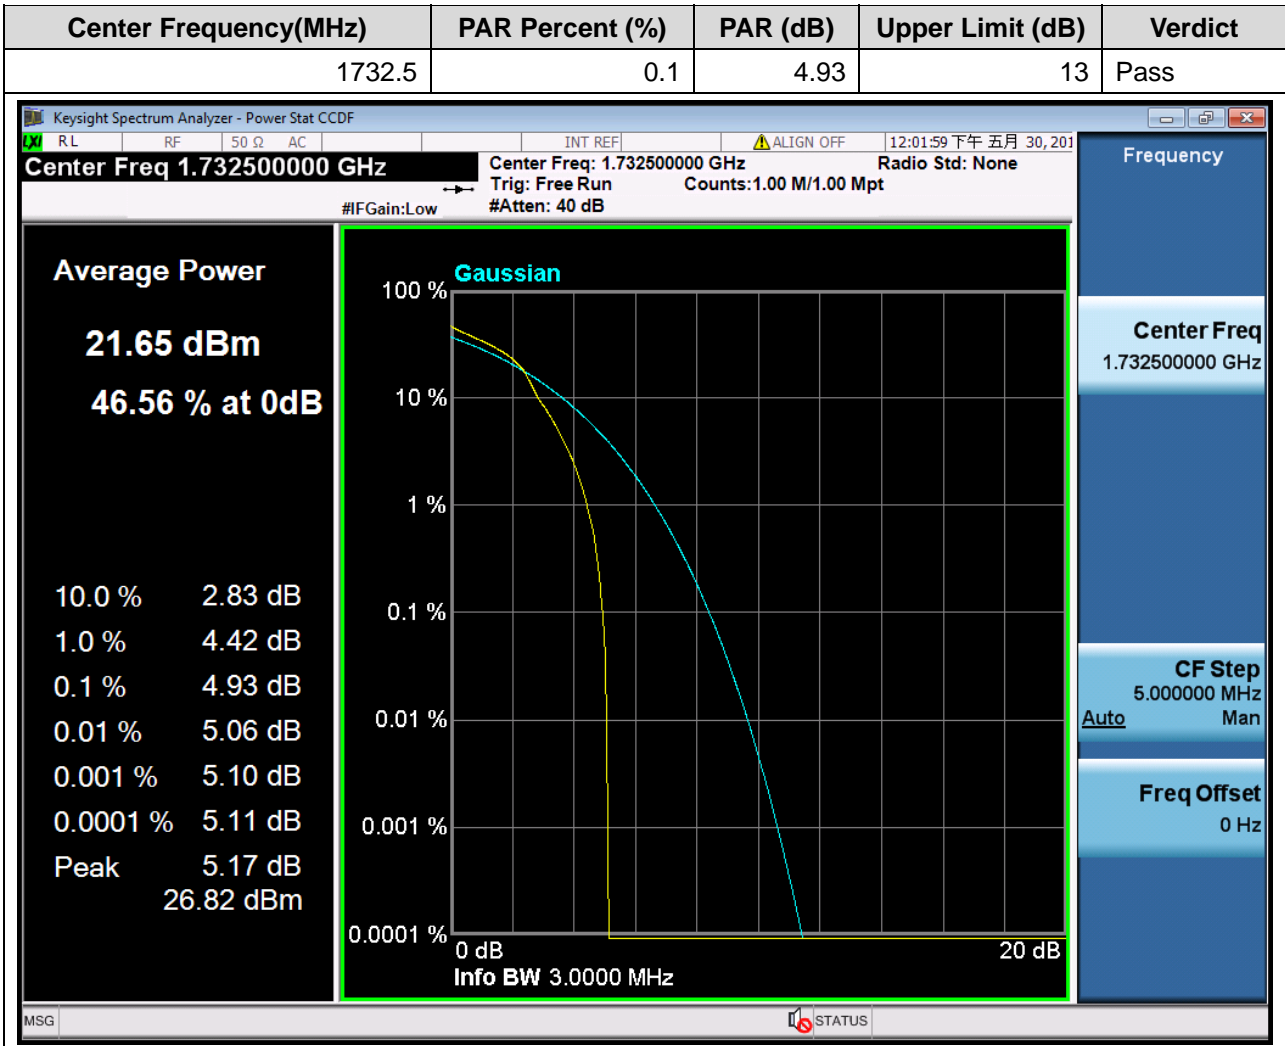 Center Frequency(MHz) PAR Percent (%) PAR (dB) Upper Limit (dB) Verdict
1732.5 0.1 4.93 13 Pass
Keysight Spectrum Analyzer - Power Stat CCDF
LXI RL RF 50 Ω AC INT REF ALIGN OFF 12:01:59 下午 五月 30, 201
Center Freq 1.732500000 GHz
Center Freq: 1.732500000 GHz Radio Std: None
Trig: Free Run Counts:1.00 M/1.00 Mpt
#IFGain:Low #Atten: 40 dB
Frequency
Average Power
21.65 dBm
46.56 % at 0dB
10.0 % 2.83 dB
1.0 % 4.42 dB
0.1 % 4.93 dB
0.01 % 5.06 dB
0.001 % 5.10 dB
0.0001 % 5.11 dB
Peak 5.17 dB
26.82 dBm
Gaussian
100 %
10 %
1 %
0.1 %
0.01 %
0.001 %
0.0001 %
0 dB 20 dB
Info BW 3.0000 MHz
Center Freq
1.732500000 GHz
CF Step
5.000000 MHz
Auto Man
Freq Offset
0 Hz
MSG STATUS